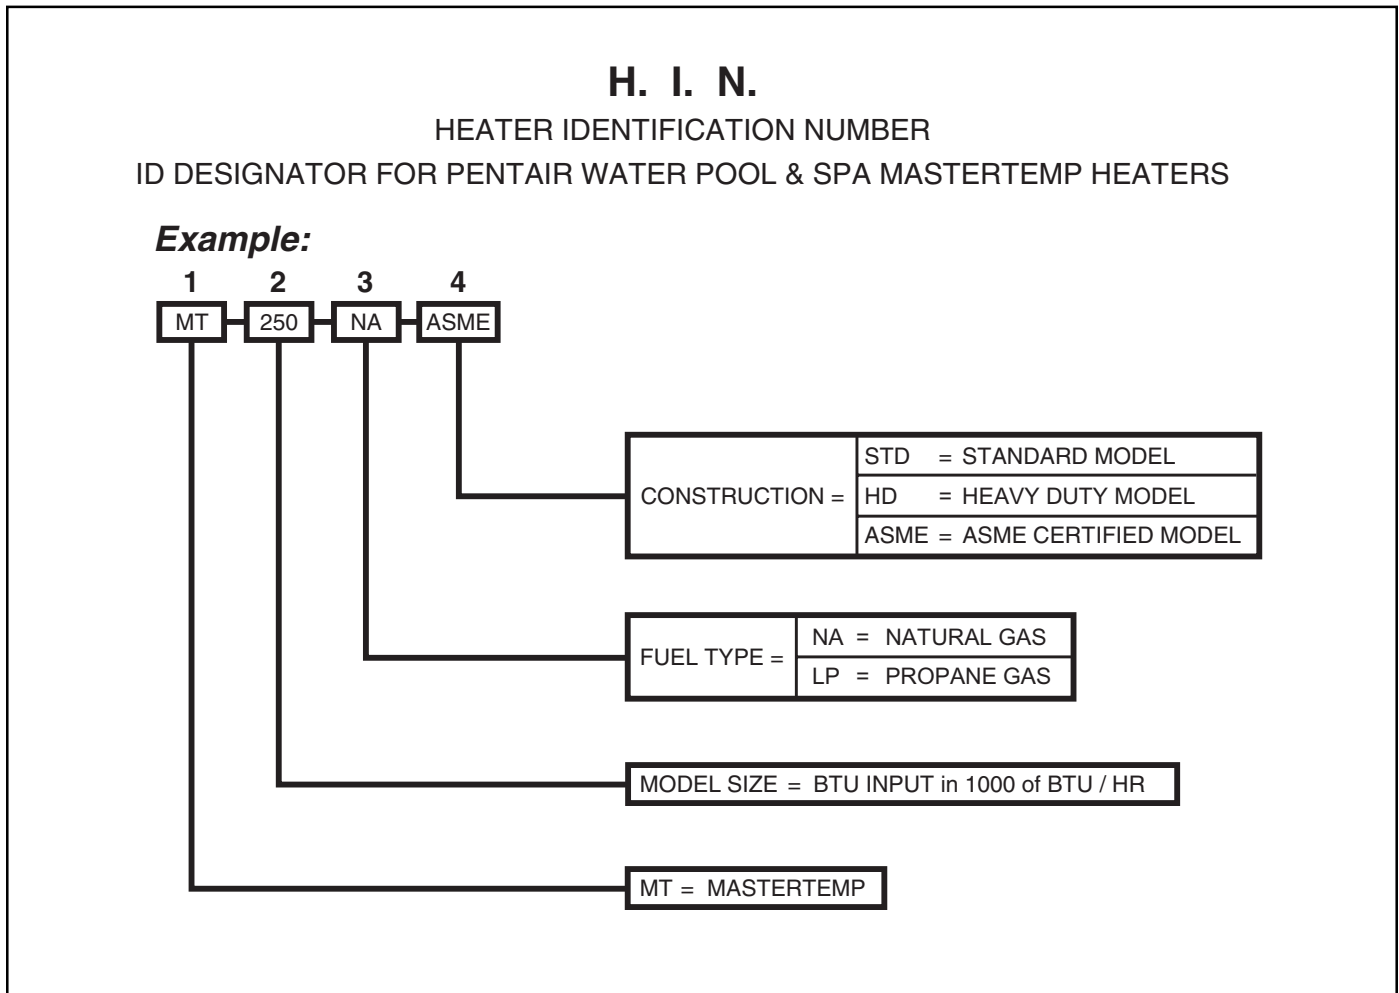 H. I. N.
HEATER IDENTIFICATION NUMBER
ID DESIGNATOR FOR PENTAIR WATER POOL & SPA MASTERTEMP HEATERS
Example:
1 2 3 4
MT 250 NA ASME
CONSTRUCTION =
STD = STANDARD MODEL
HD = HEAVY DUTY MODEL
ASME = ASME CERTIFIED MODEL
FUEL TYPE =
NA = NATURAL GAS
LP = PROPANE GAS
MODEL SIZE = BTU INPUT in 1000 of BTU / HR
MT = MASTERTEMP